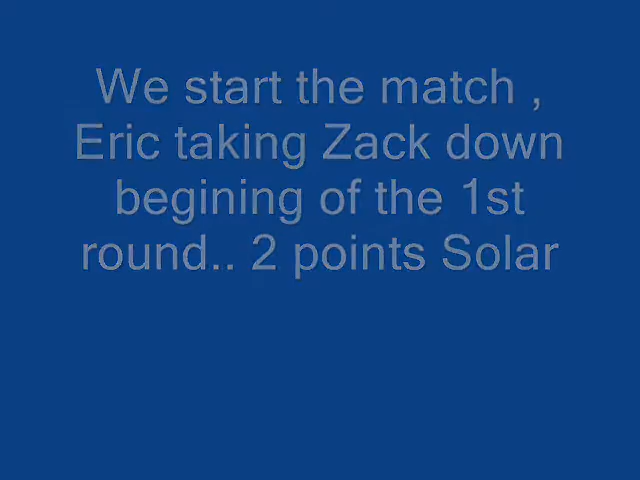 We start the match ,
Eric taking Zack down
begining of the 1st
round.. 2 points Solar